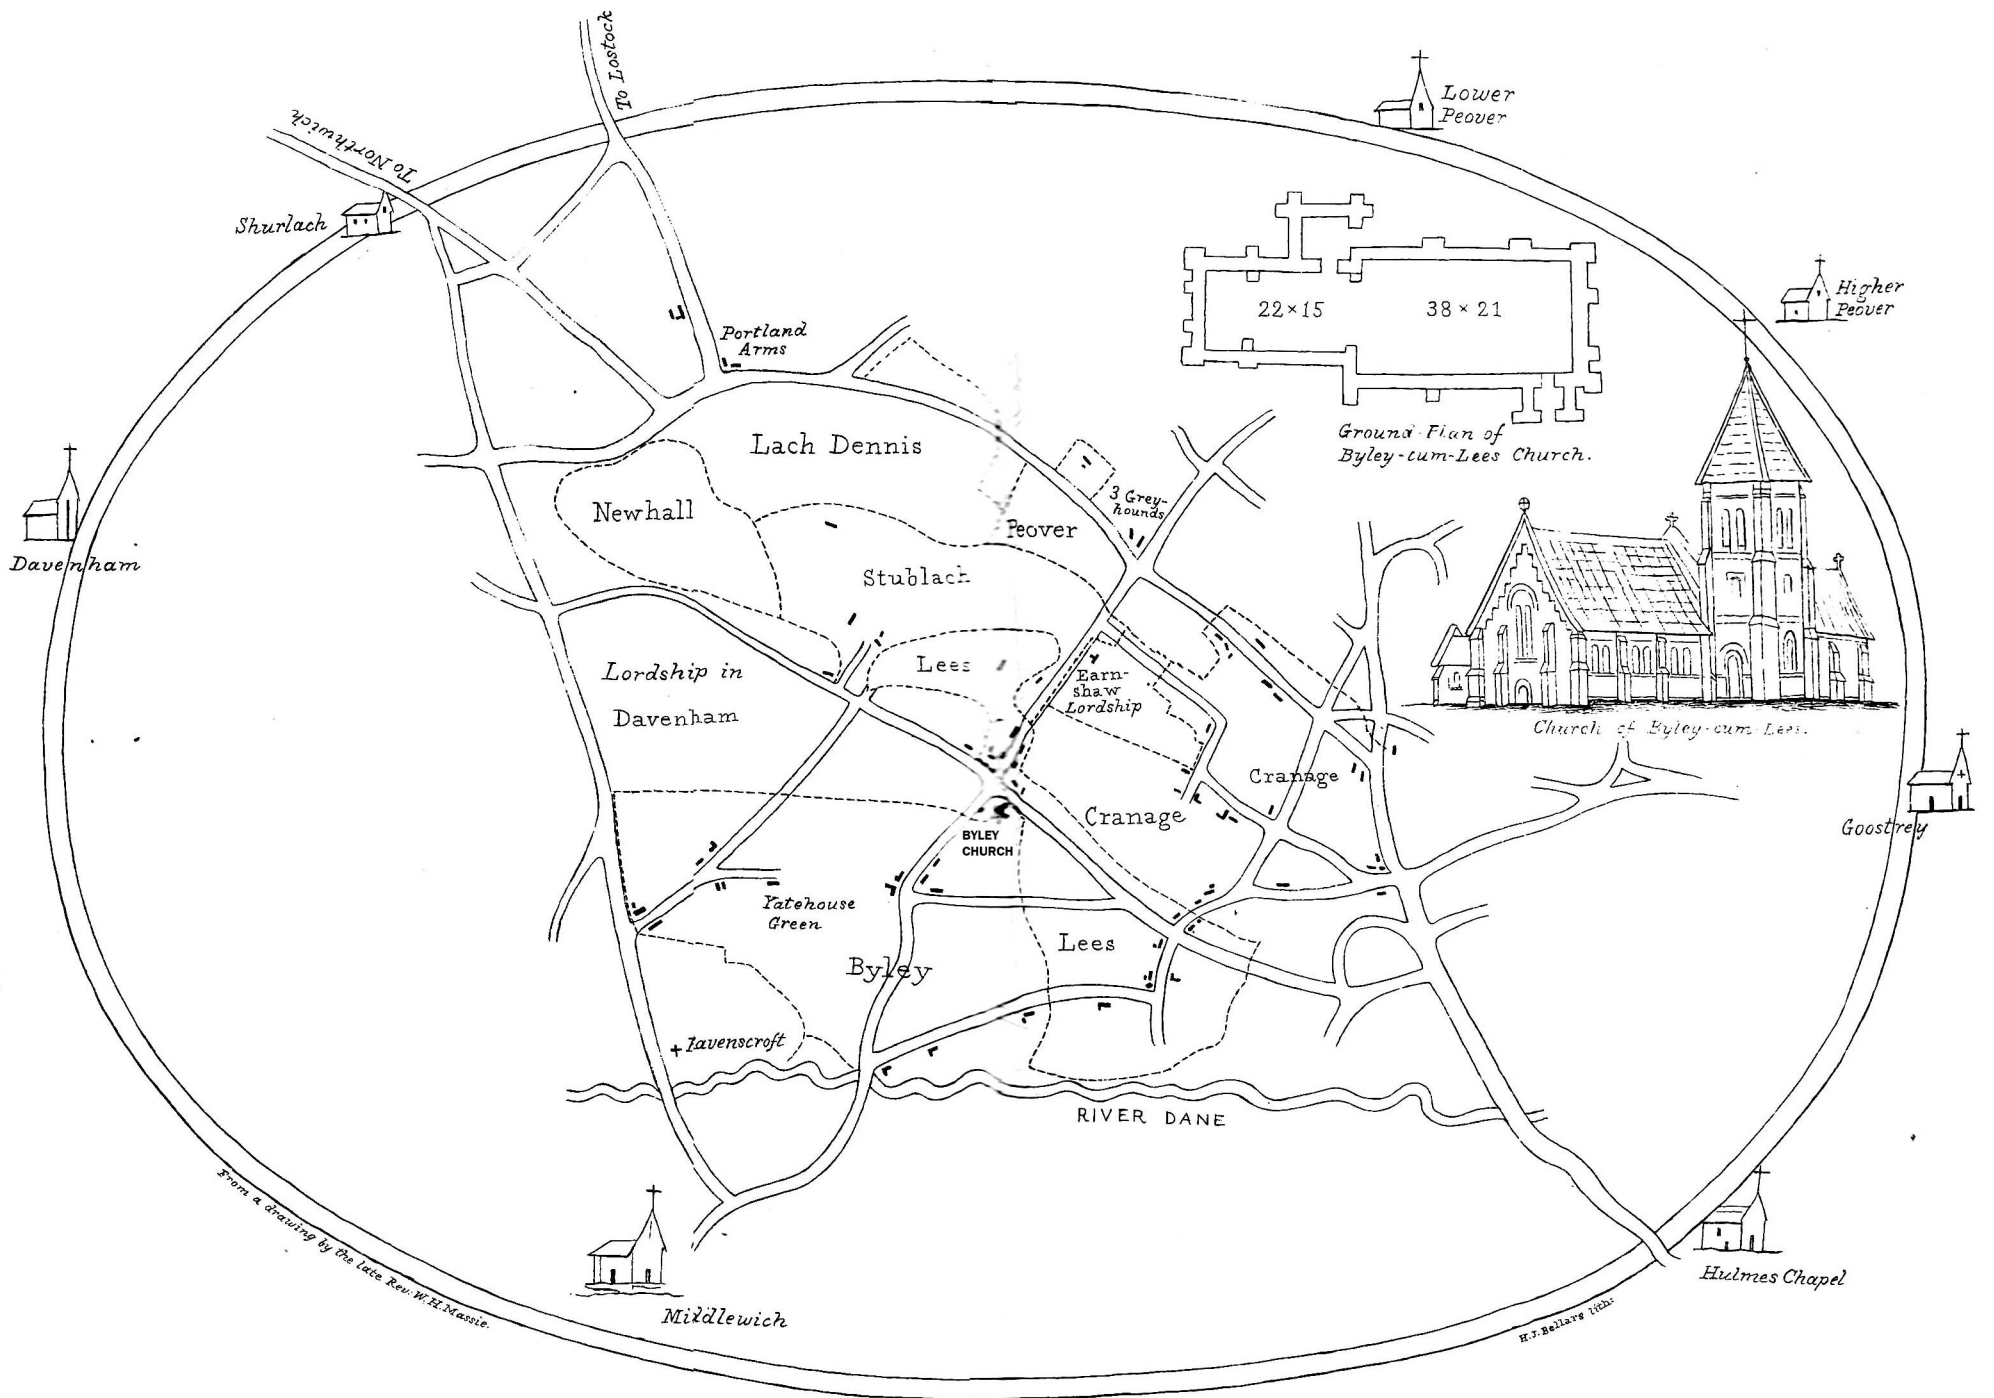 To Lostock
To Northwich
Lower
Peover
Shurlach
Higher
Peover
22×15
38×21
Portland
Arms
Ground Plan of
Byley-cum-Lees Church.
Lach Dennis
Newhall
3 Grey-
hounds
Peover
Davenham
Stublach
Lees
Lordship in
Davenham
Earn-
shaw
Lordship
Church of Byley-cum-Lees.
Cranage
Cranage
Goostrey
BYLEY
CHURCH
Yatehouse
Green
Lees
Byley
+ Ravenscroft
RIVER DANE
From a drawing by the late Rev: W.H.Massie.
Middlewich
Hulmes Chapel
H.J.Bellars lith: